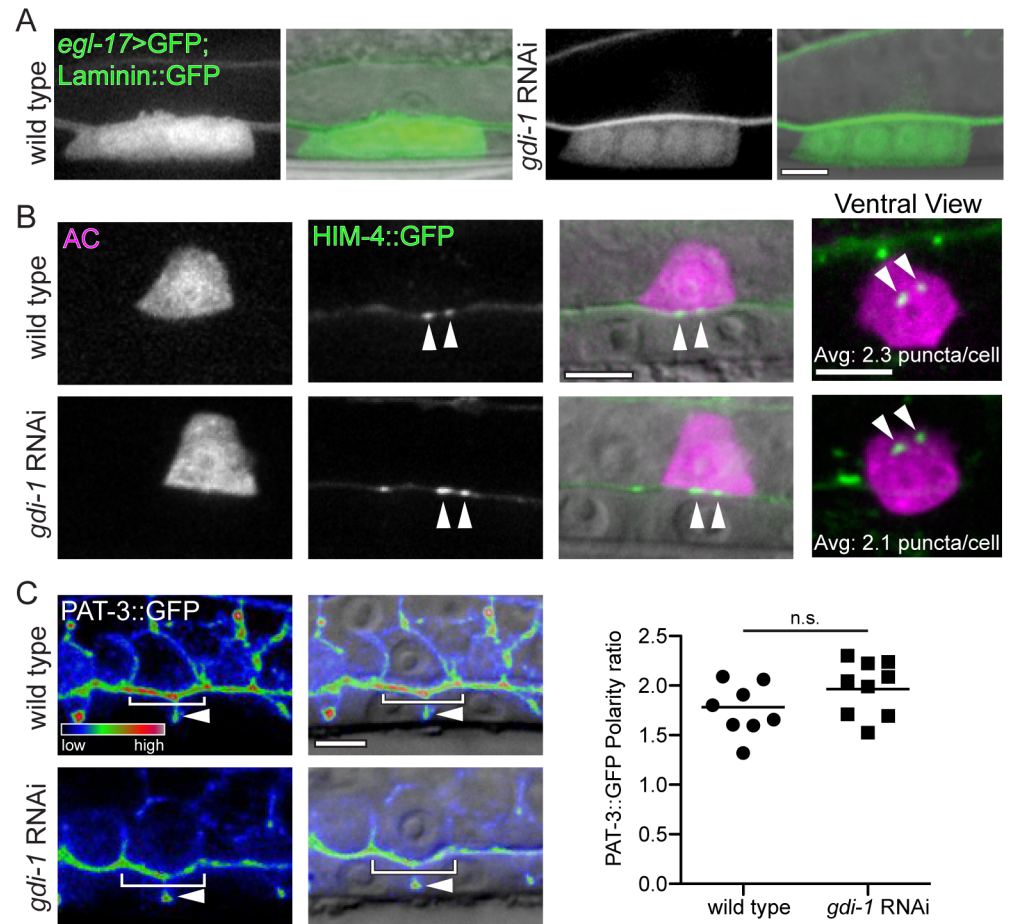 A
wild type
egl-17>GFP;
Laminin::GFP
gdi-1 RNAi
B
Ventral View
wild type
AC
HIM-4::GFP
Avg: 2.3 puncta/cell
gdi-1 RNAi
Avg: 2.1 puncta/cell
C
wild type
PAT-3::GFP
low high
gdi-1 RNAi
PAT-3::GFP Polarity ratio
n.s.
2.5
2.0
1.5
1.0
0.5
0.0
wild type gdi-1 RNAi